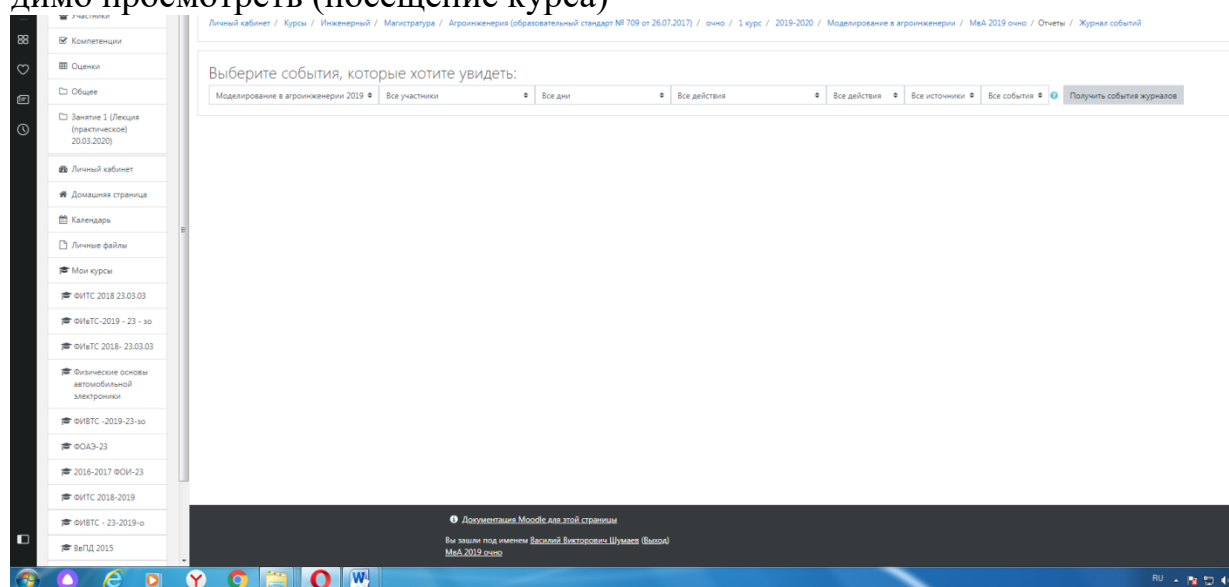 димо просмотреть (посещение курса)
Участники
Компетенции
Оценки
Общее
Занятие 1 (Лекция
(практическое)
20.03.2020)
Личный кабинет
Домашняя страница
Календарь
Личные файлы
Мои курсы
ФИТС 2018 23.03.03
ФИвТС-2019 - 23 - зо
ФИвТС 2018- 23.03.03
Физические основы
автомобильной
электроники
ФИВТС -2019-23-зо
ФОАЭ-23
2016-2017 ФОИ-23
ФИТС 2018-2019
ФИВТС - 23-2019-о
ВвПД 2015
Личный кабинет / Курсы / Инженерный / Магистратура / Агроинженерия (образовательный стандарт № 709 от 26.07.2017) / очно / 1 курс / 2019-2020 / Моделирование в агроинженерии / МвА 2019 очно / Отчеты / Журнал событий
Выберите события, которые хотите увидеть:
Моделирование в агроинженерии 2019 Все участники Все дни Все действия Все действия Все источники Все события Получить события журналов
Документация Moodle для этой страницы
Вы зашли под именем Василий Викторович Шумаев (Выход)
МвА 2019 очно
RU